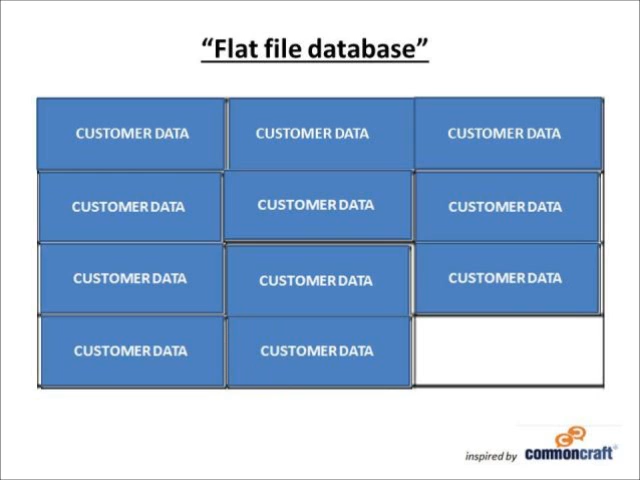 “Flat file database”
CUSTOMER DATA CUSTOMER DATA CUSTOMER DATA
CUSTOMER DATA CUSTOMER DATA CUSTOMER DATA
CUSTOMER DATA CUSTOMER DATA CUSTOMER DATA
CUSTOMER DATA CUSTOMER DATA
inspired by commoncraft®